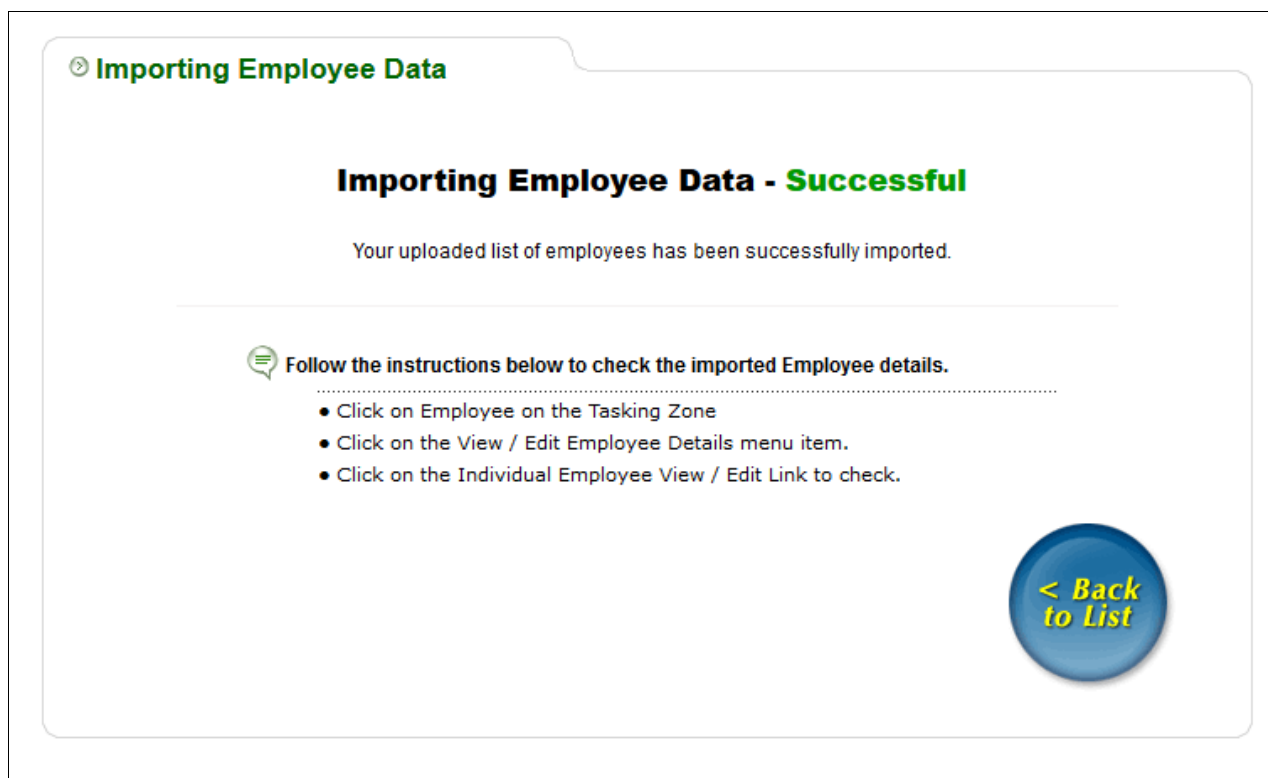 Importing Employee Data
Importing Employee Data - Successful
Your uploaded list of employees has been successfully imported.
Follow the instructions below to check the imported Employee details.
● Click on Employee on the Tasking Zone
● Click on the View / Edit Employee Details menu item.
● Click on the Individual Employee View / Edit Link to check.
< Back
to List